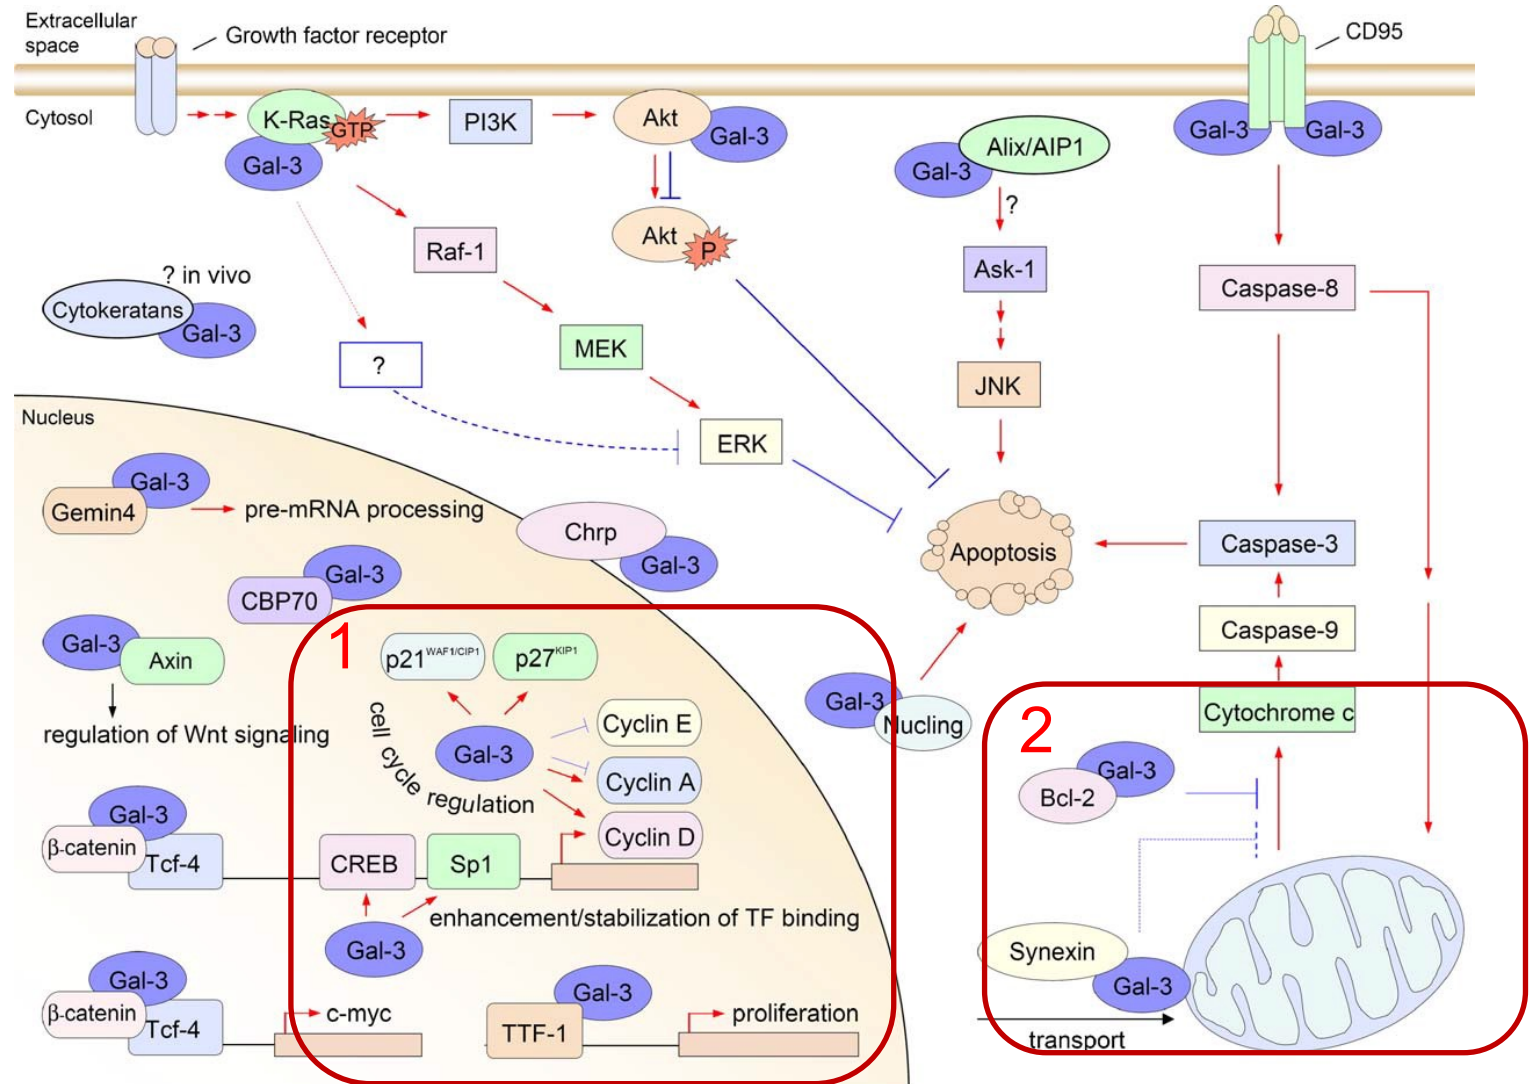 Extracellular
space
Growth factor receptor
CD95
Cytosol
K-Ras
GTP
Gal-3
PI3K
Akt
Gal-3
Alix/AIP1
Gal-3
Gal-3
Gal-3
?
Raf-1
Akt
P
Ask-1
Caspase-8
? in vivo
Cytokeratans
Gal-3
?
MEK
JNK
Nucleus
ERK
Gal-3
Gemin4
pre-mRNA processing
Chrp
Gal-3
Apoptosis
Caspase-3
Gal-3
CBP70
Caspase-9
Gal-3
Axin
regulation of Wnt signaling
1
p21WAF1/CIP1
p27KIP1
cell cycle regulation
Gal-3
Cyclin E
Cyclin A
Cyclin D
Gal-3
Nucling
2
Cytochrome c
Gal-3
Bcl-2
Gal-3
β-catenin
Tcf-4
CREB
Sp1
enhancement/stabilization of TF binding
Gal-3
Synexin
Gal-3
transport
Gal-3
β-catenin
Tcf-4
c-myc
Gal-3
TTF-1
proliferation